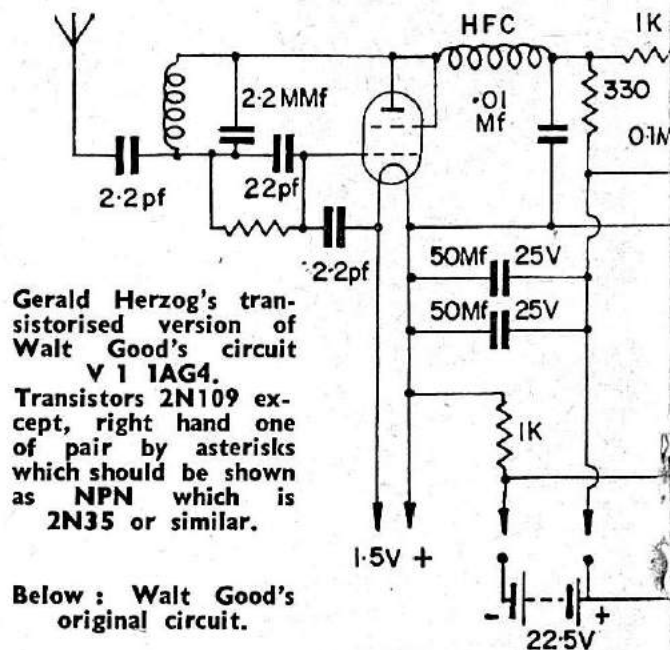 HFC
1K
2·2MMf
·01
Mf
330
0·1M
2·2pf
22pf
2·2pf
50Mf 25V
50Mf 25V
Gerald Herzog's tran-
sistorised version of
Walt Good's circuit
V 1 1AG4.
Transistors 2N109 ex-
cept, right hand one
of pair by asterisks
which should be shown
as NPN which is
2N35 or similar.
1K
1·5V +
Below : Walt Good's
original circuit.
- +
22·5V